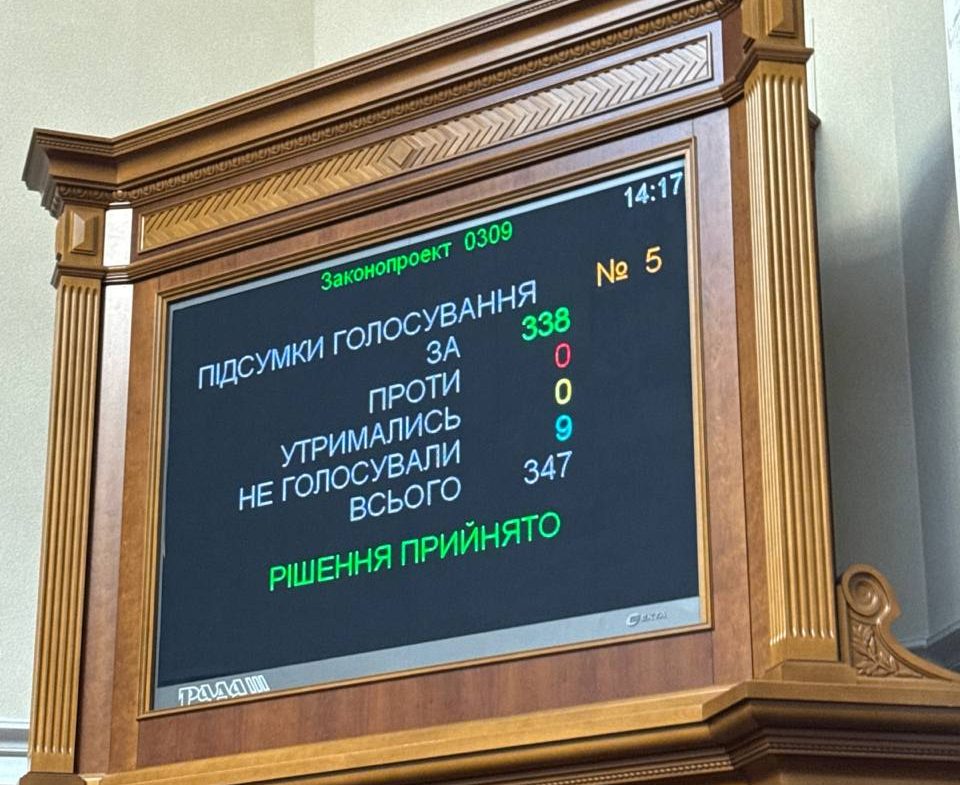 14:17
Законопроект 0309
№ 5
ПІДСУМКИ ГОЛОСУВАННЯ
ЗА 338
ПРОТИ 0
УТРИМАЛИСЬ 0
НЕ ГОЛОСУВАЛИ 9
ВСЬОГО 347
РІШЕННЯ ПРИЙНЯТО
РАДА III